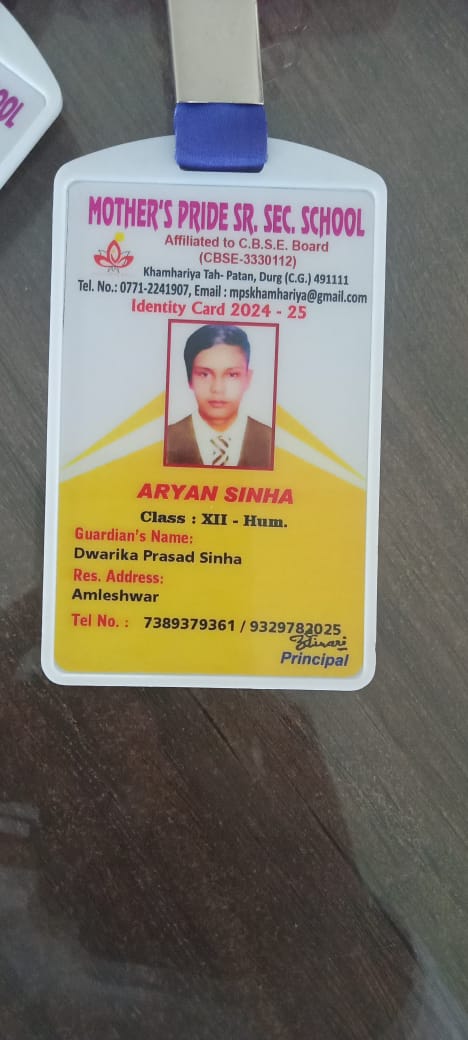 OOL
MOTHER'S PRIDE SR. SEC. SCHOOL
Affiliated to C.B.S.E. Board
(CBSE-3330112)
Khamhariya Tah- Patan, Durg (C.G.) 491111
Tel. No.: 0771-2241907, Email : mpskhamhariya@gmail.com
Identity Card 2024 - 25
ARYAN SINHA
Class : XII - Hum.
Guardian's Name:
Dwarika Prasad Sinha
Res. Address:
Amleshwar
Tel No. : 7389379361 / 9329782025
Principal